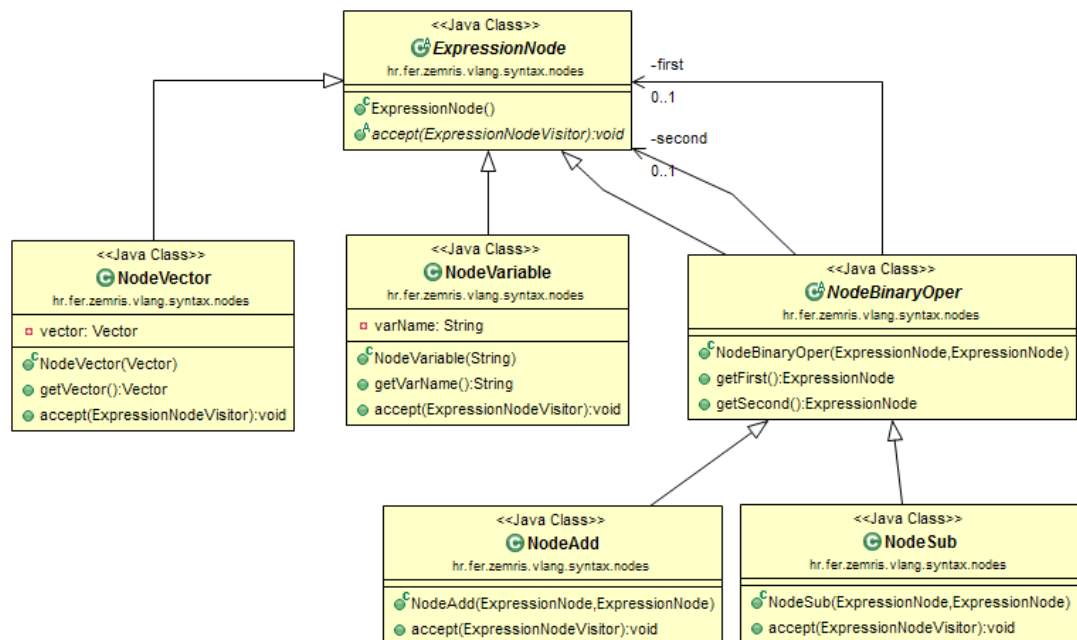 <<Java Class>>
ExpressionNode
hr.fer.zemris.vlang.syntax.nodes
ExpressionNode()
accept(ExpressionNodeVisitor):void
-first
0..1
-second
0..1
<<Java Class>>
NodeVector
hr.fer.zemris.vlang.syntax.nodes
vector: Vector
NodeVector(Vector)
getVector():Vector
accept(ExpressionNodeVisitor):void
<<Java Class>>
NodeVariable
hr.fer.zemris.vlang.syntax.nodes
varName: String
NodeVariable(String)
getVarName():String
accept(ExpressionNodeVisitor):void
<<Java Class>>
NodeBinaryOper
hr.fer.zemris.vlang.syntax.nodes
NodeBinaryOper(ExpressionNode,ExpressionNode)
getFirst():ExpressionNode
getSecond():ExpressionNode
<<Java Class>>
NodeAdd
hr.fer.zemris.vlang.syntax.nodes
NodeAdd(ExpressionNode,ExpressionNode)
accept(ExpressionNodeVisitor):void
<<Java Class>>
NodeSub
hr.fer.zemris.vlang.syntax.nodes
NodeSub(ExpressionNode,ExpressionNode)
accept(ExpressionNodeVisitor):void